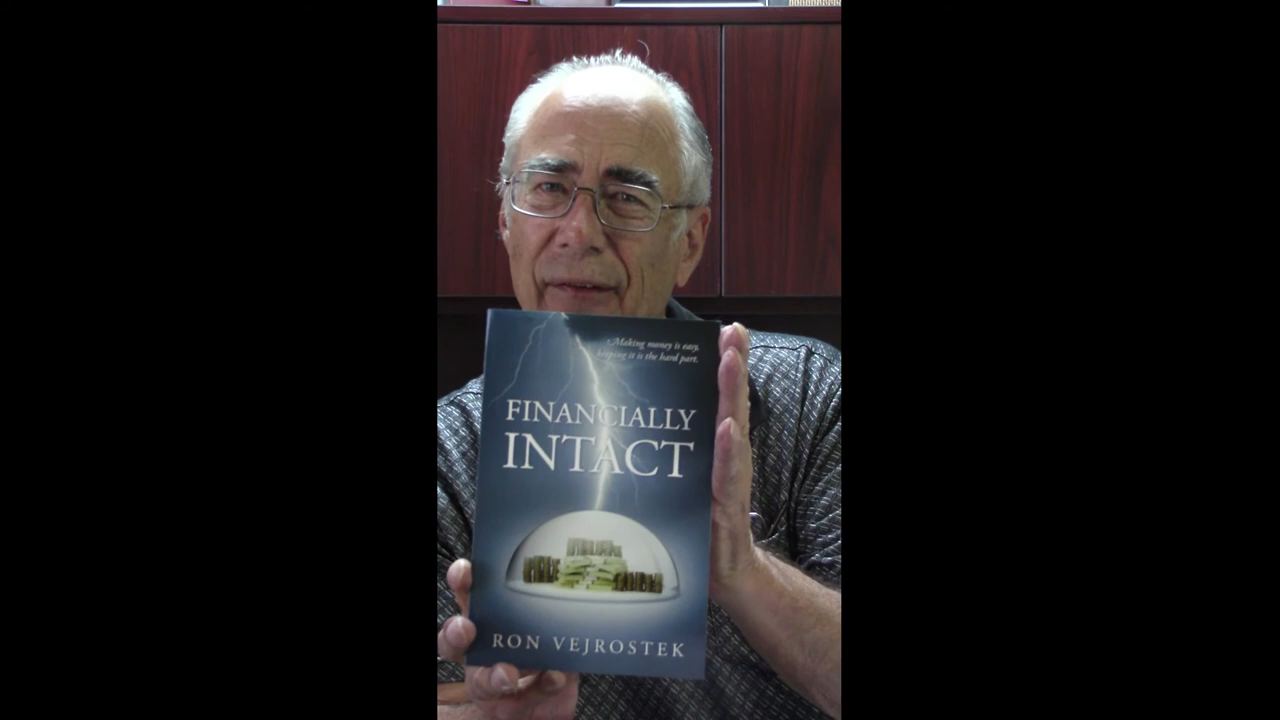 Making money is easy,
keeping it is the hard part.
FINANCIALLY
INTACT
RON VEJROSTEK